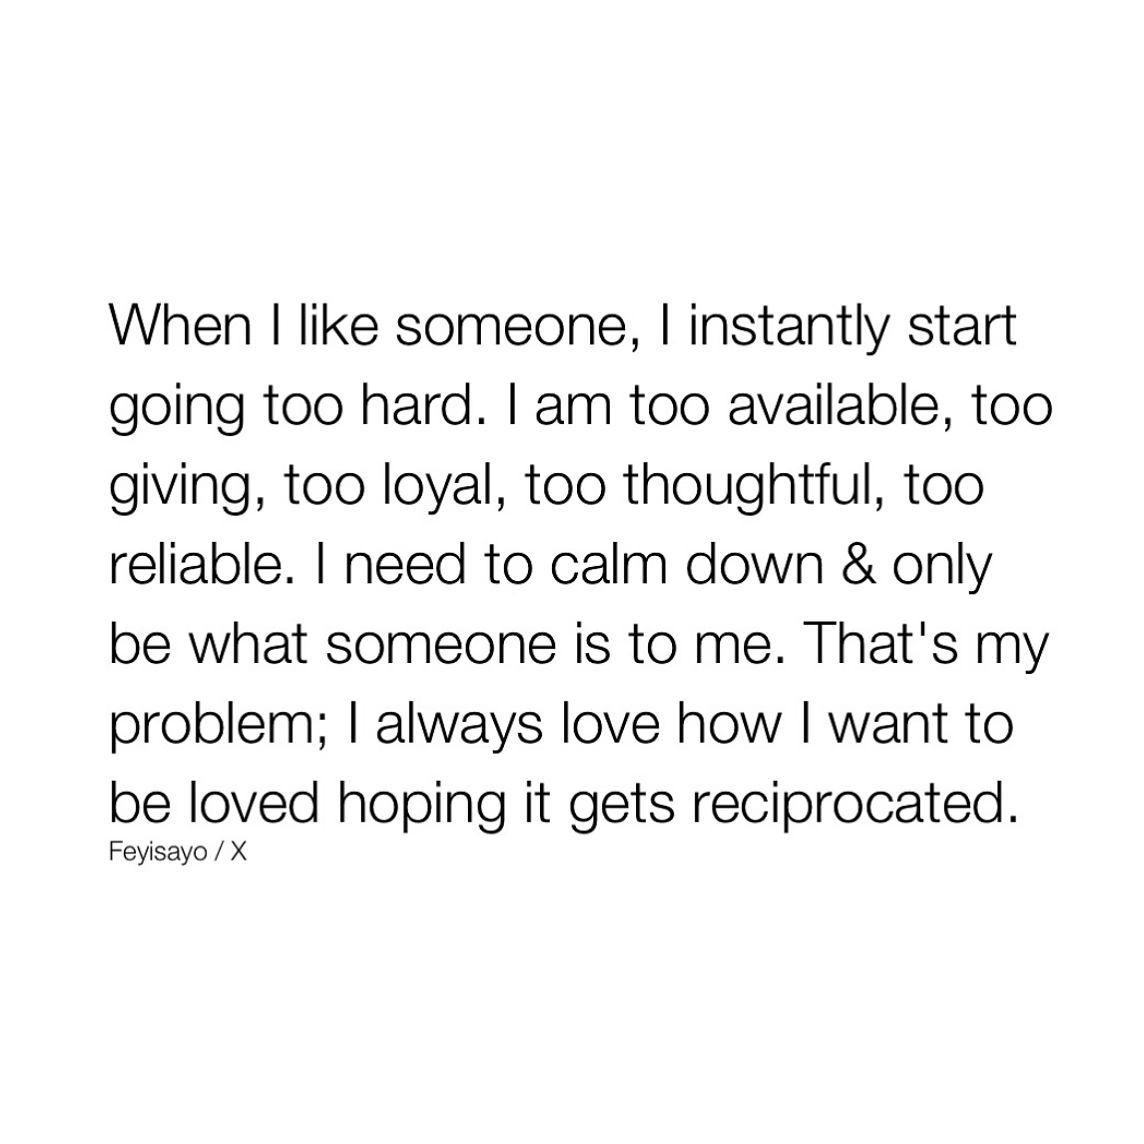 When I like someone, I instantly start
going too hard. I am too available, too
giving, too loyal, too thoughtful, too
reliable. I need to calm down & only
be what someone is to me. That's my
problem; I always love how I want to
be loved hoping it gets reciprocated.
Feyisayo / X